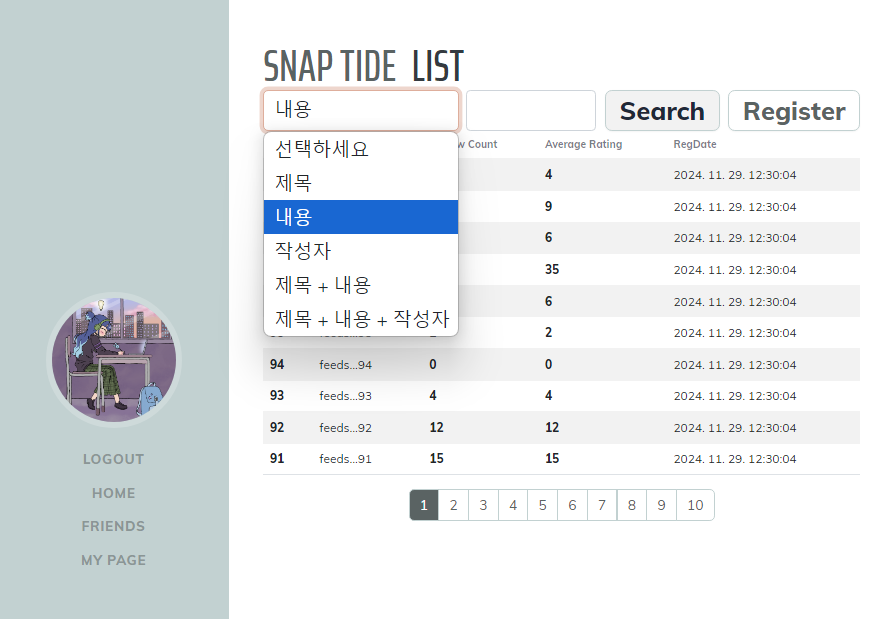 SNAP TIDE LIST
내용
Search
Register
선택하세요
제목
내용
작성자
제목 + 내용
제목 + 내용 + 작성자
Count Average Rating RegDate
4 2024. 11. 29. 12:30:04
9 2024. 11. 29. 12:30:04
6 2024. 11. 29. 12:30:04
35 2024. 11. 29. 12:30:04
6 2024. 11. 29. 12:30:04
2 2024. 11. 29. 12:30:04
94 feeds...94 0 0 2024. 11. 29. 12:30:04
93 feeds...93 4 4 2024. 11. 29. 12:30:04
92 feeds...92 12 12 2024. 11. 29. 12:30:04
91 feeds...91 15 15 2024. 11. 29. 12:30:04
1 2 3 4 5 6 7 8 9 10
LOGOUT
HOME
FRIENDS
MY PAGE